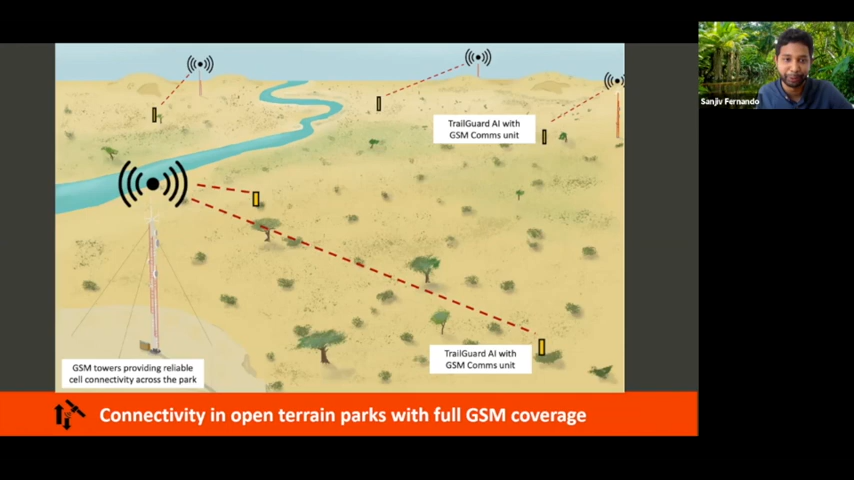 Sanjiv Fernando
TrailGuard AI with
GSM Comms unit
TrailGuard AI with
GSM Comms unit
GSM towers providing reliable
cell connectivity across the park
Connectivity in open terrain parks with full GSM coverage